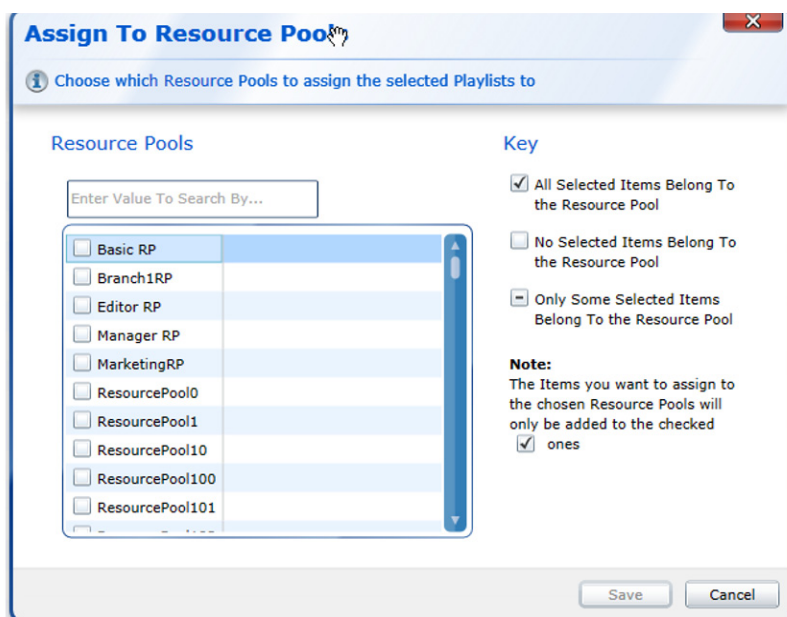 Assign To Resource Pool
Choose which Resource Pools to assign the selected Playlists to
Resource Pools
Enter Value To Search By...
Basic RP
Branch1RP
Editor RP
Manager RP
MarketingRP
ResourcePool0
ResourcePool1
ResourcePool10
ResourcePool100
ResourcePool101
Key
All Selected Items Belong To
the Resource Pool
No Selected Items Belong To
the Resource Pool
Only Some Selected Items
Belong To the Resource Pool
Note:
The Items you want to assign to
the chosen Resource Pools will
only be added to the checked
ones
Save
Cancel